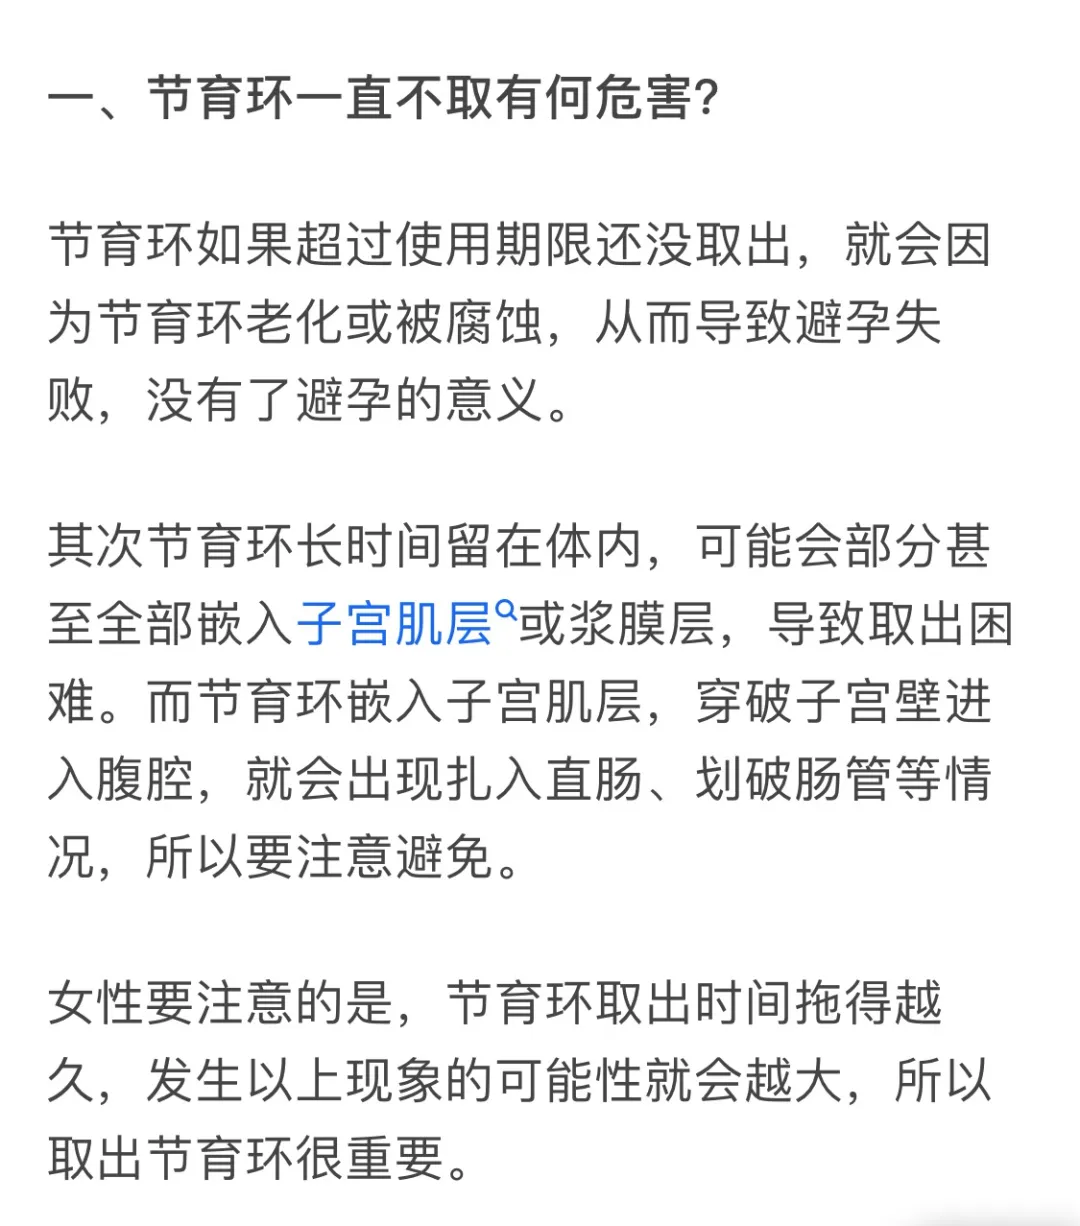 一、节育环一直不取有何危害？
节育环如果超过使用期限还没取出，就会因
为节育环老化或被腐蚀，从而导致避孕失
败，没有了避孕的意义。
其次节育环长时间留在体内，可能会部分甚
至全部嵌入子宫肌层或浆膜层，导致取出困
难。而节育环嵌入子宫肌层，穿破子宫壁进
入腹腔，就会出现扎入直肠、划破肠管等情
况，所以要注意避免。
女性要注意的是，节育环取出时间拖得越
久，发生以上现象的可能性就会越大，所以
取出节育环很重要。